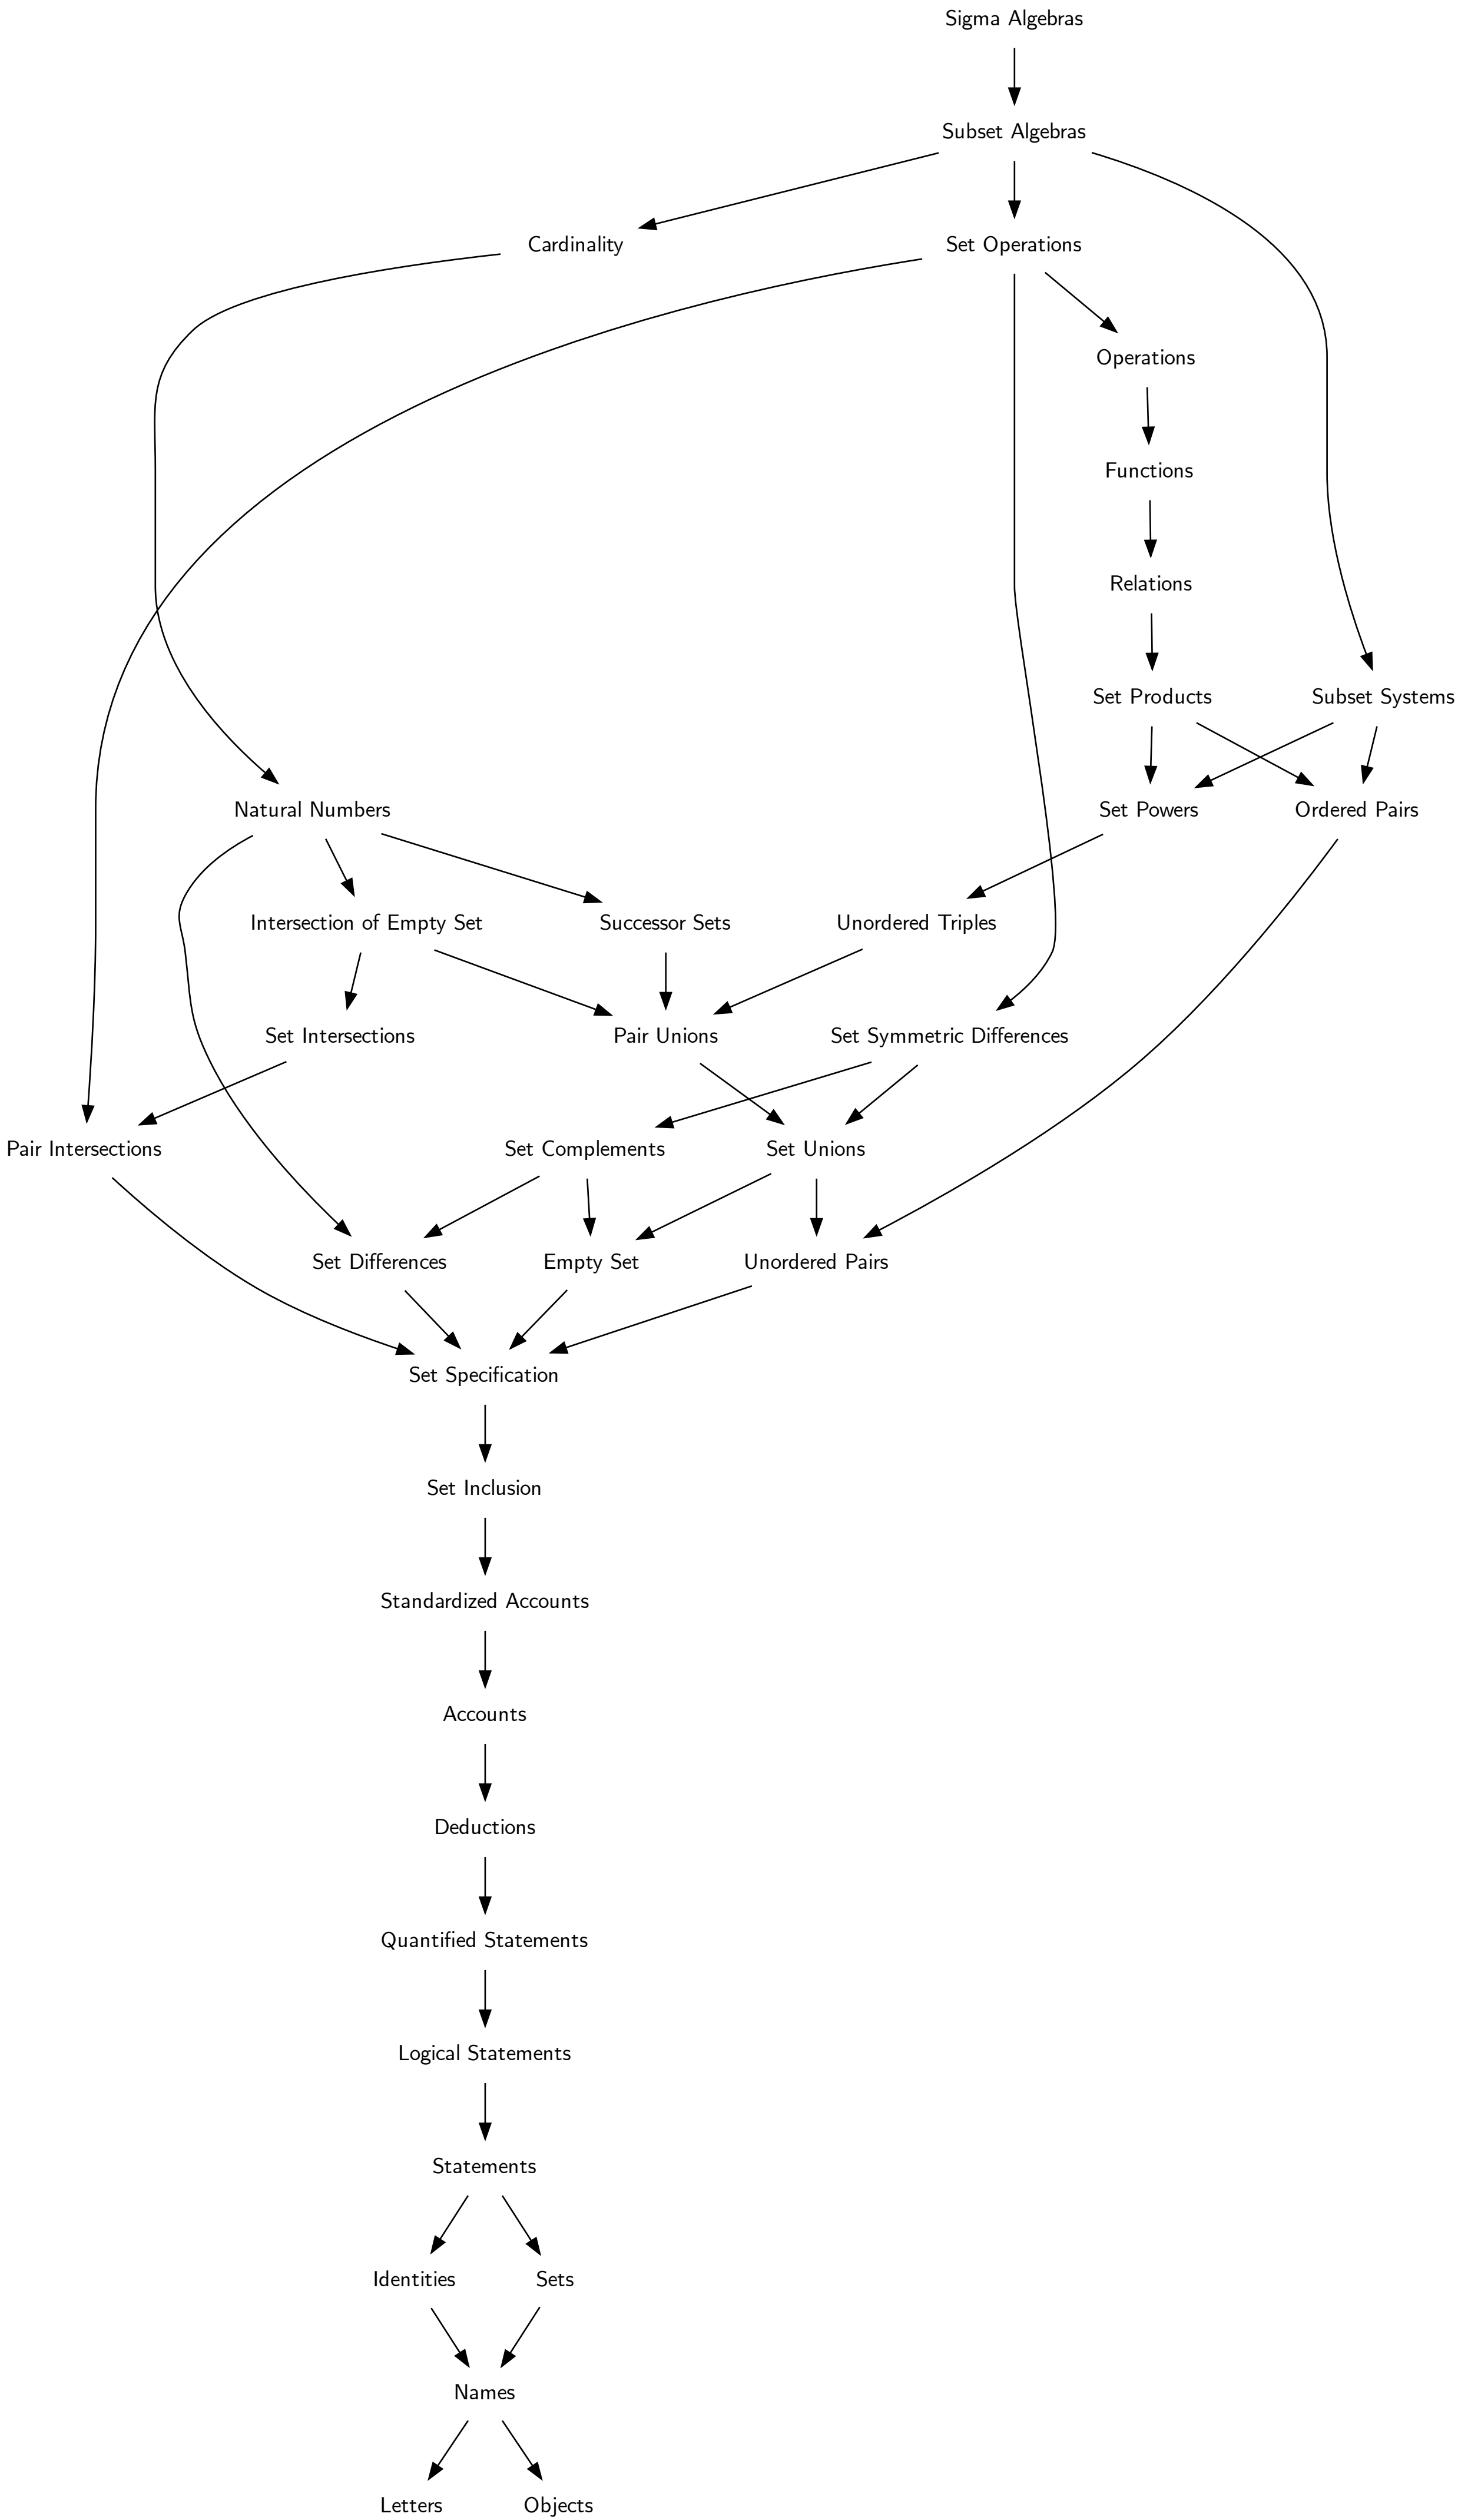 Sigma Algebras
Subset Algebras
Cardinality
Set Operations
Operations
Functions
Relations
Set Products
Subset Systems
Natural Numbers
Set Powers
Ordered Pairs
Intersection of Empty Set
Successor Sets
Unordered Triples
Set Intersections
Pair Unions
Set Symmetric Differences
Pair Intersections
Set Complements
Set Unions
Set Differences
Empty Set
Unordered Pairs
Set Specification
Set Inclusion
Standardized Accounts
Accounts
Deductions
Quantified Statements
Logical Statements
Statements
Identities
Sets
Names
Letters
Objects